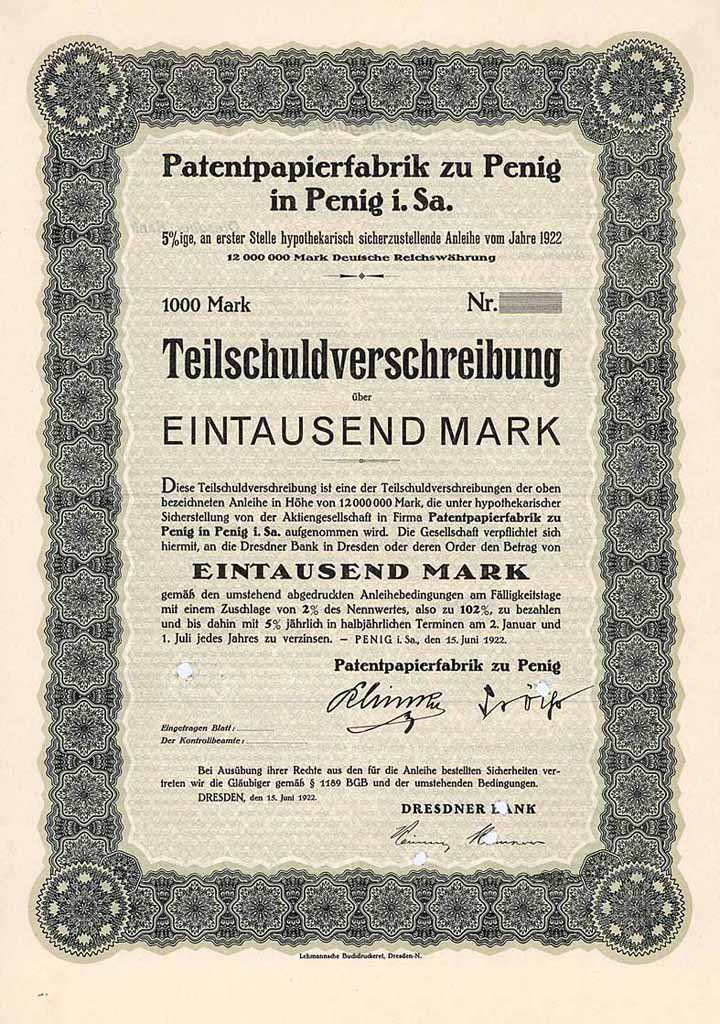 Patentpapierfabrik zu Penig
in Penig i. Sa.
5%ige, an erster Stelle hypothekarisch sicherzustellende Anleihe vom Jahre 1922
12 000 000 Mark Deutsche Reichswährung
1000 Mark Nr.
Teilschuldverschreibung
über
EINTAUSEND MARK
Diese Teilschuldverschreibung ist eine der Teilschuldverschreibungen der oben
bezeichneten Anleihe in Höhe von 12 000 000 Mark, die unter hypothekarischer
Sicherstellung von der Aktiengesellschaft in Firma Patentpapierfabrik zu
Penig in Penig i. Sa. aufgenommen wird. Die Gesellschaft verpflichtet sich
hiermit, an die Dresdner Bank in Dresden oder deren Order den Betrag von
EINTAUSEND MARK
gemäß den umstehend abgedruckten Anleihebedingungen am Fälligkeitstage
mit einem Zuschlage von 2% des Nennwertes, also zu 102%, zu bezahlen
und bis dahin mit 5% jährlich in halbjährlichen Terminen am 2. Januar und
1. Juli jedes Jahres zu verzinsen. – PENIG i. Sa., den 15. Juni 1922.
Patentpapierfabrik zu Penig
Eingetragen Blatt:
Der Kontrollbeamte:
Bei Ausübung ihrer Rechte aus den für die Anleihe bestellten Sicherheiten ver-
treten wir die Gläubiger gemäß § 1189 BGB und der umstehenden Bedingungen.
DRESDEN, den 15. Juni 1922.
DRESDNER BANK
Lehmannsche Buchdruckerei, Dresden-N.